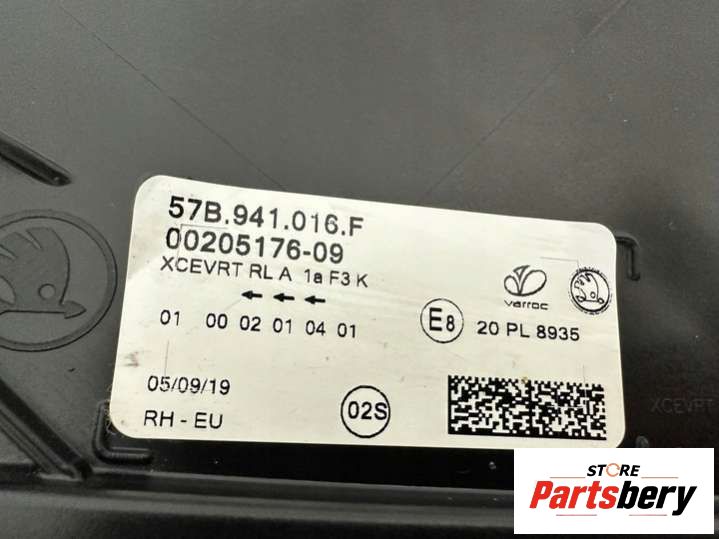 57B.941.016.F
00205176-09
XCEVRT RL A 1a F3 K
varroc
01 00 02 01 04 01
E8 20 PL 8935
05/09/19
02S
RH - EU
XCEVRT
STORE
Partsbery